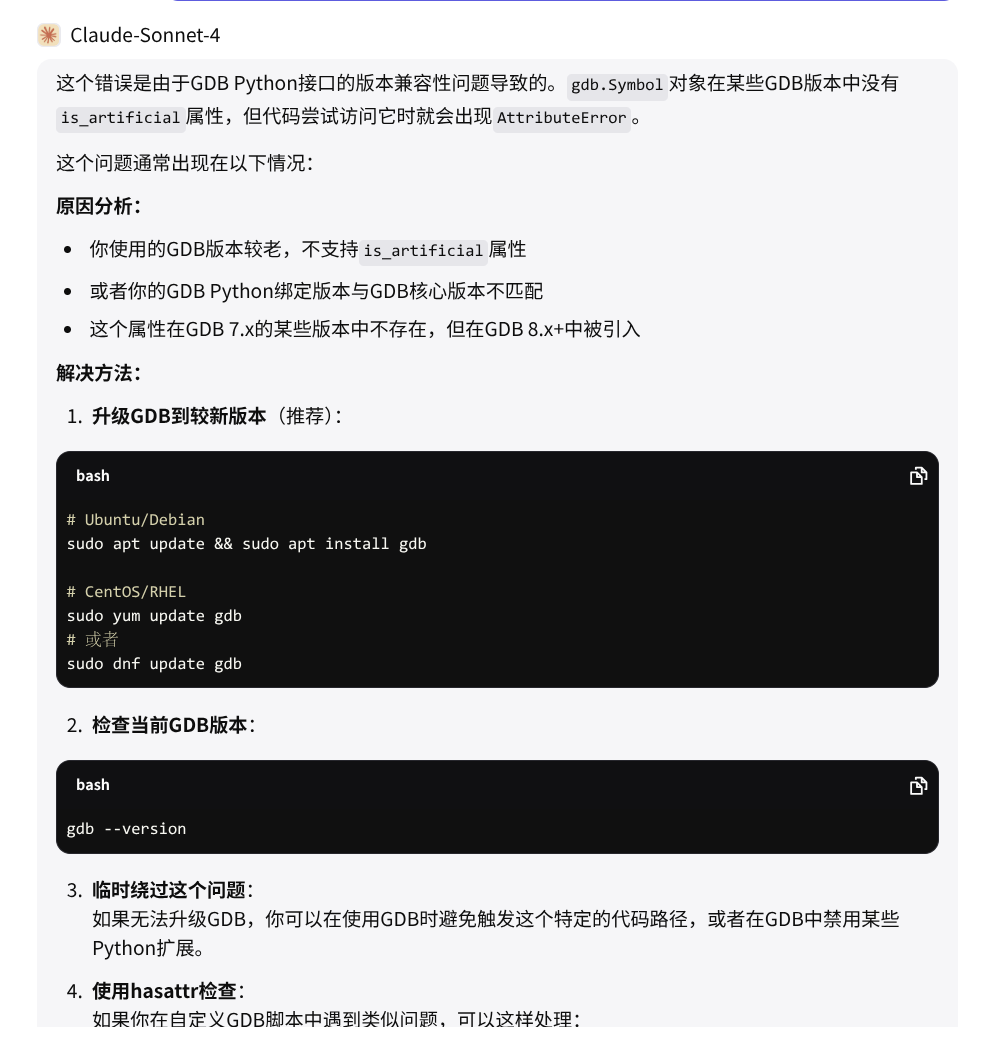 Claude-Sonnet-4
这个错误是由于GDB Python接口的版本兼容性问题导致的。gdb.Symbol对象在某些GDB版本中没有
is_artificial属性，但代码尝试访问它时就会出现AttributeError。
这个问题通常出现在以下情况：
原因分析：
• 你使用的GDB版本较老，不支持is_artificial属性
• 或者你的GDB Python绑定版本与GDB核心版本不匹配
• 这个属性在GDB 7.x的某些版本中不存在，但在GDB 8.x+中被引入
解决方法：
1. 升级GDB到较新版本（推荐）：
bash
# Ubuntu/Debian
sudo apt update && sudo apt install gdb
# CentOS/RHEL
sudo yum update gdb
# 或者
sudo dnf update gdb
2. 检查当前GDB版本：
bash
gdb --version
3. 临时绕过这个问题：
如果无法升级GDB，你可以在使用GDB时避免触发这个特定的代码路径，或者在GDB中禁用某些
Python扩展。
4. 使用hasattr检查：
如果你在自定义GDB脚本中遇到类似问题，可以这样处理：